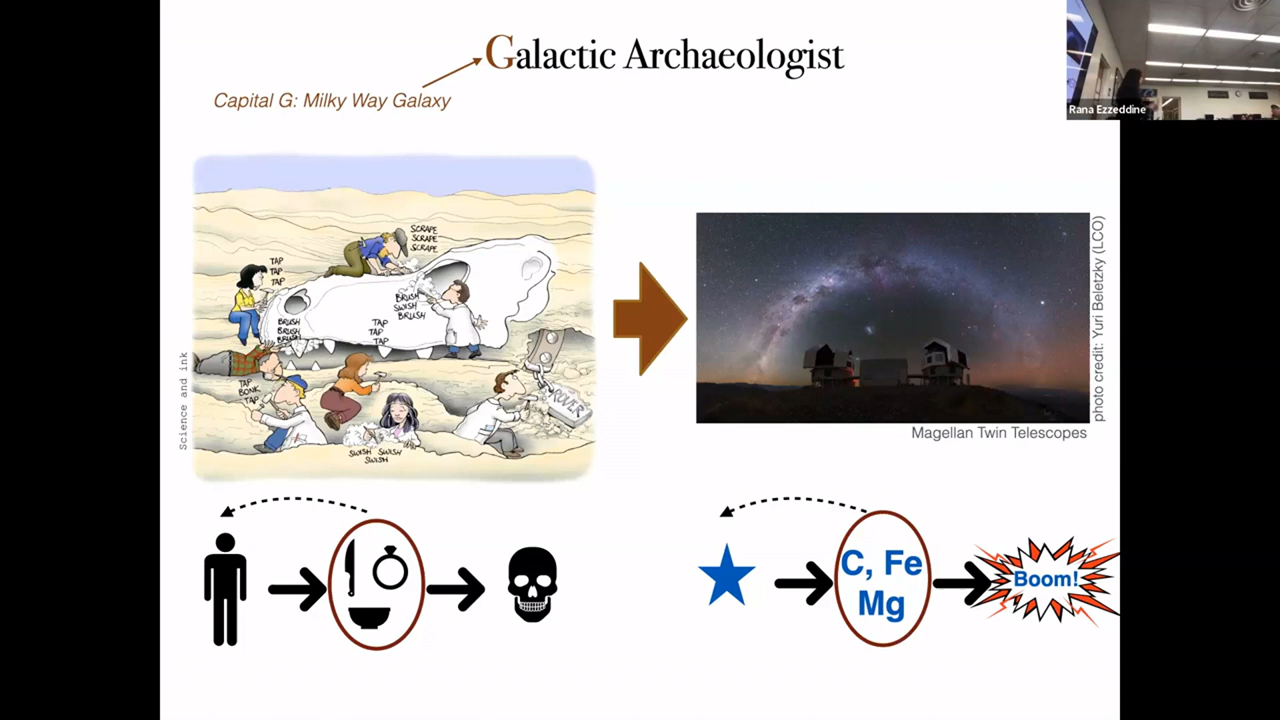 Galactic Archaeologist
Capital G: Milky Way Galaxy
Rana Ezzeddine
SCRAPE
SCRAPE
SCRAPE
TAP
TAP
TAP
BRUSH
SWISH
BRUSH
BRUSH
BRUSH
BRUSH
TAP
TAP
TAP
TAP
BONK
TAP
ROVER
SWISH SWISH
SWISH
Science and ink
photo credit: Yuri Beletzky (LCO)
Magellan Twin Telescopes
C, Fe
Mg
Boom!